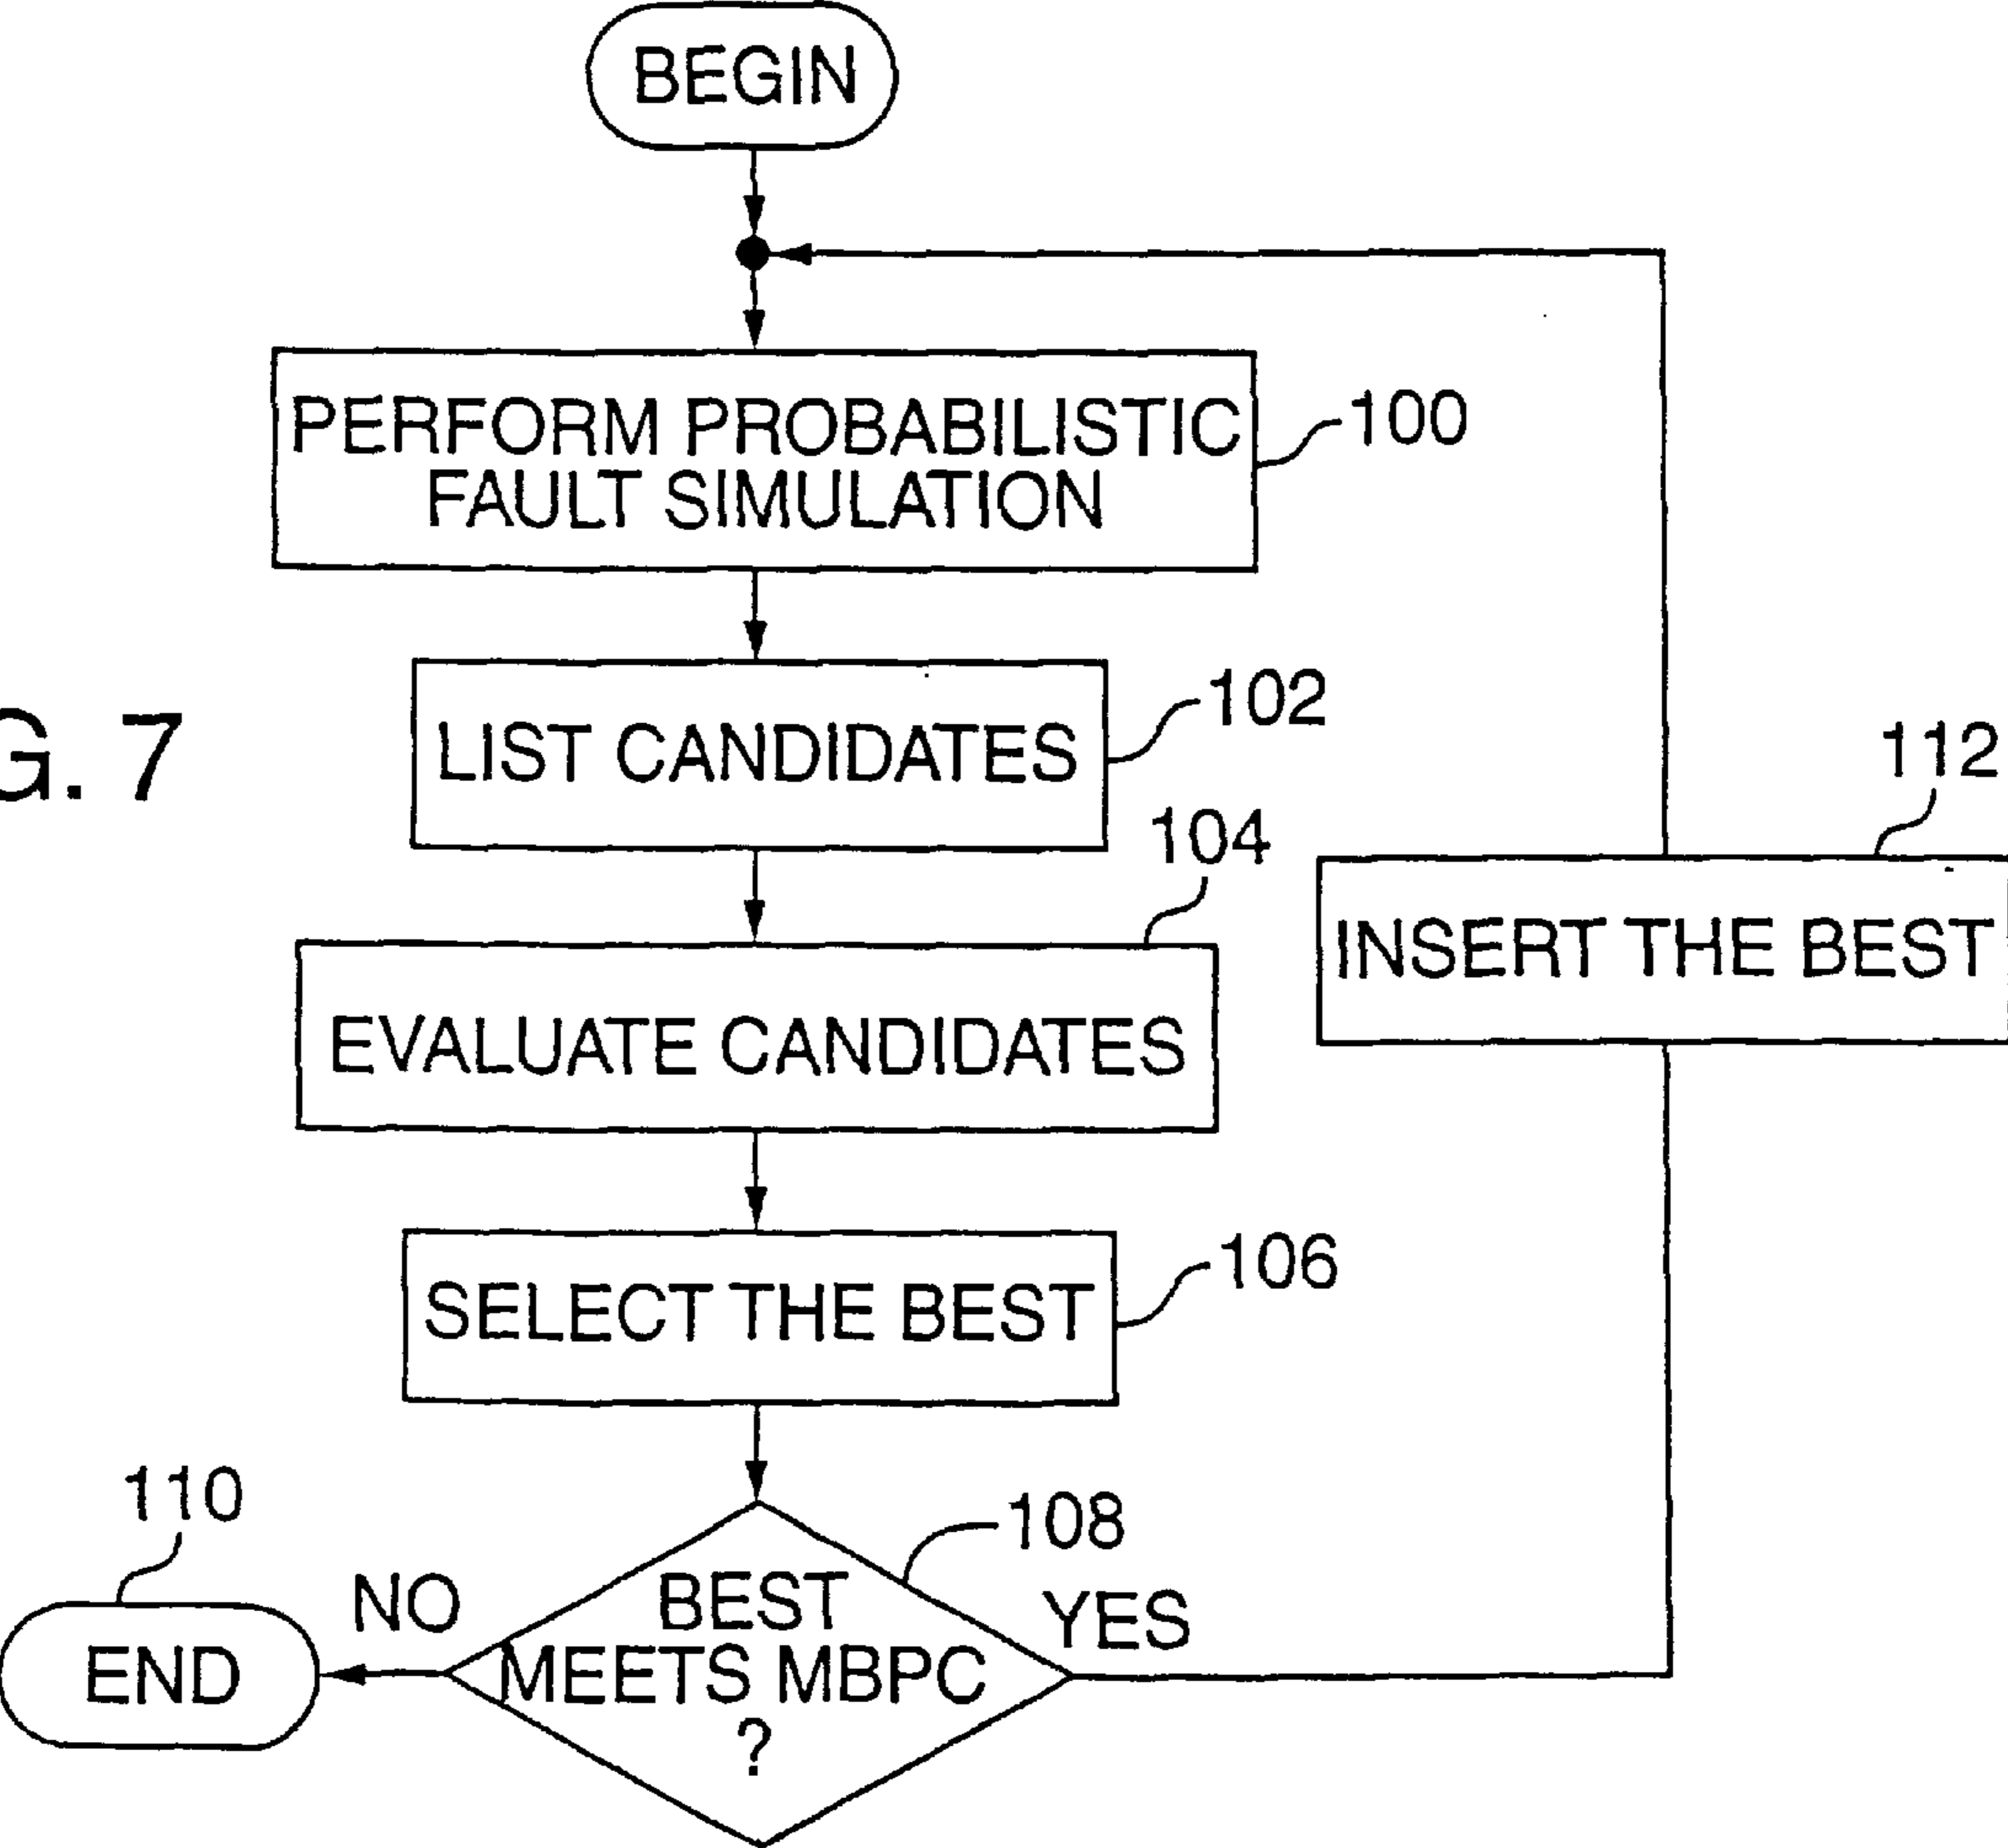 BEGIN
PERFORM PROBABILISTIC
FAULT SIMULATION
100
LIST CANDIDATES
102
G. 7
104
112
EVALUATE CANDIDATES
INSERT THE BEST
SELECT THE BEST
106
110
108
NO
BEST
MEETS MBPC
?
YES
END